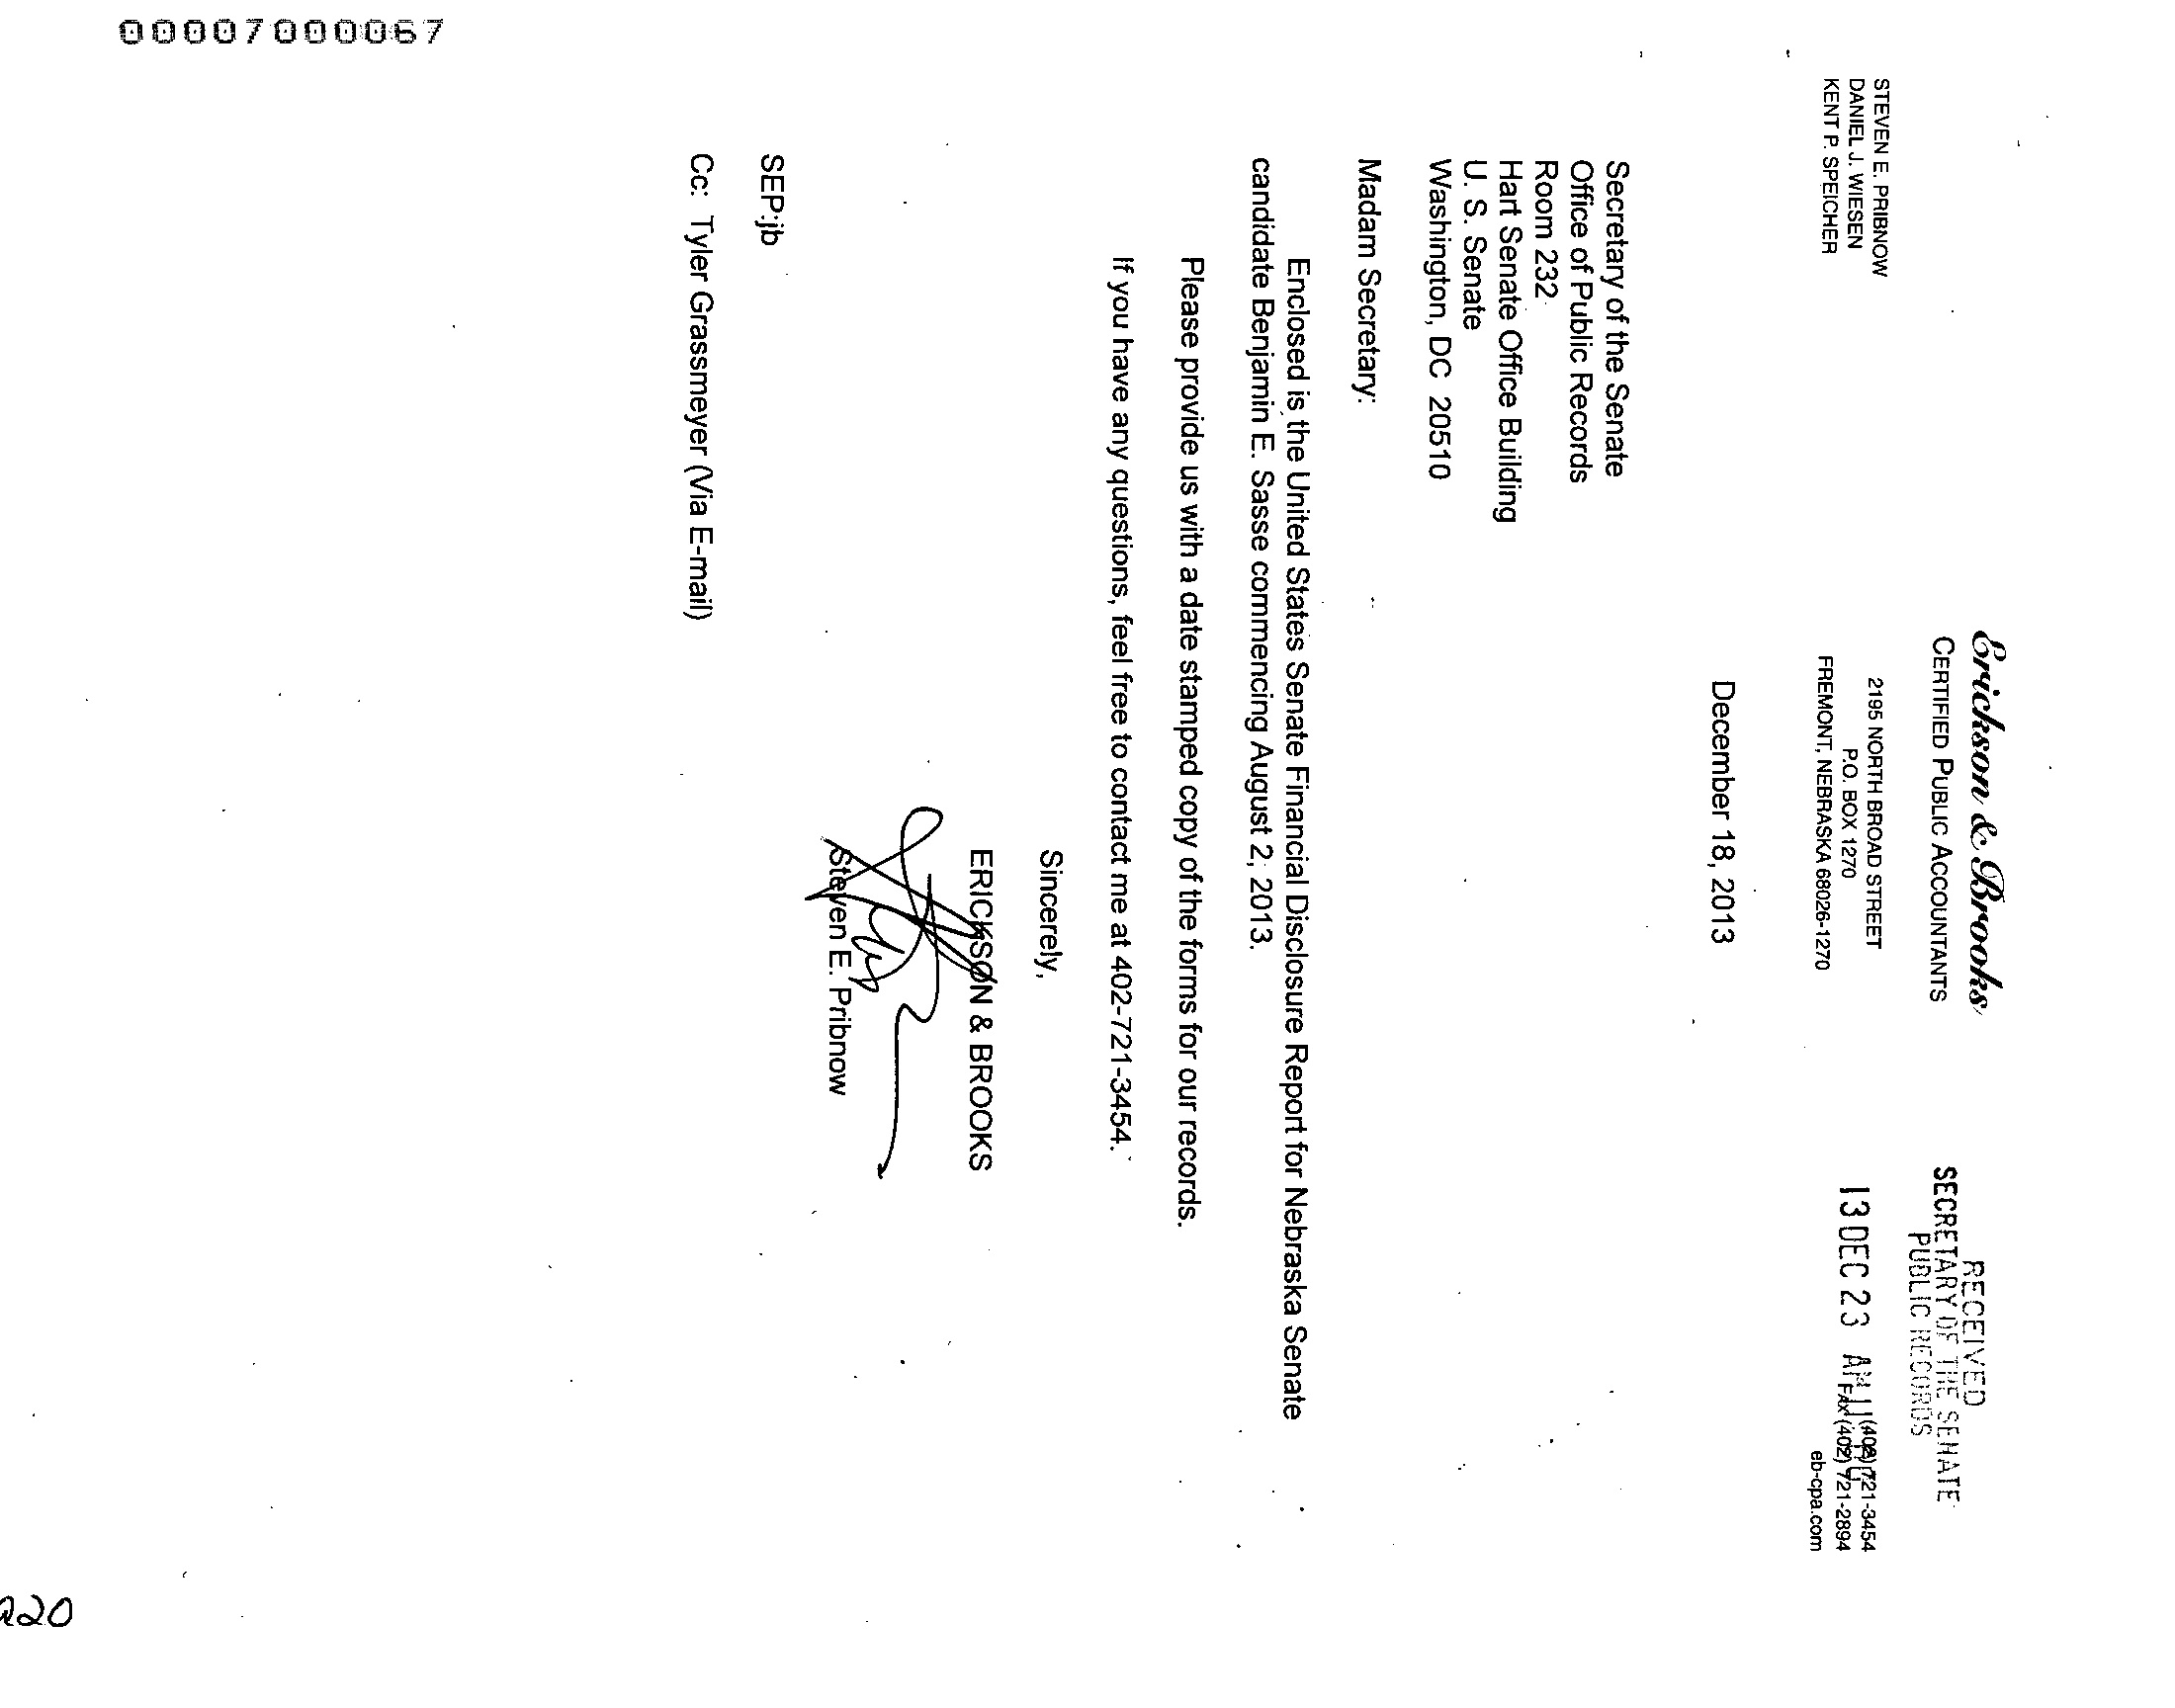 Erickson & Brooks
CERTIFIED PUBLIC ACCOUNTANTS
STEVEN E. PRIBNOW
DANIEL J. WIESEN
KENT P. SPEICHER
2195 NORTH BROAD STREET
P.O. BOX 1270
FREMONT, NEBRASKA 68026-1270
RECEIVED
SECRETARY OF THE SENATE
PUBLIC RECORDS
13 DEC 23 AM 11
(402) 721-3454
FAX (402) 721-2894
eb-cpa.com
December 18, 2013
Secretary of the Senate
Office of Public Records
Room 232
Hart Senate Office Building
U. S. Senate
Washington, DC 20510
Madam Secretary:
Enclosed is the United States Senate Financial Disclosure Report for Nebraska Senate
candidate Benjamin E. Sasse commencing August 2, 2013.
Please provide us with a date stamped copy of the forms for our records.
If you have any questions, feel free to contact me at 402-721-3454.
Sincerely,
ERICKSON & BROOKS
Steven E. Pribnow
SEP:jb
Cc: Tyler Grassmeyer (Via E-mail)
00007000067
220